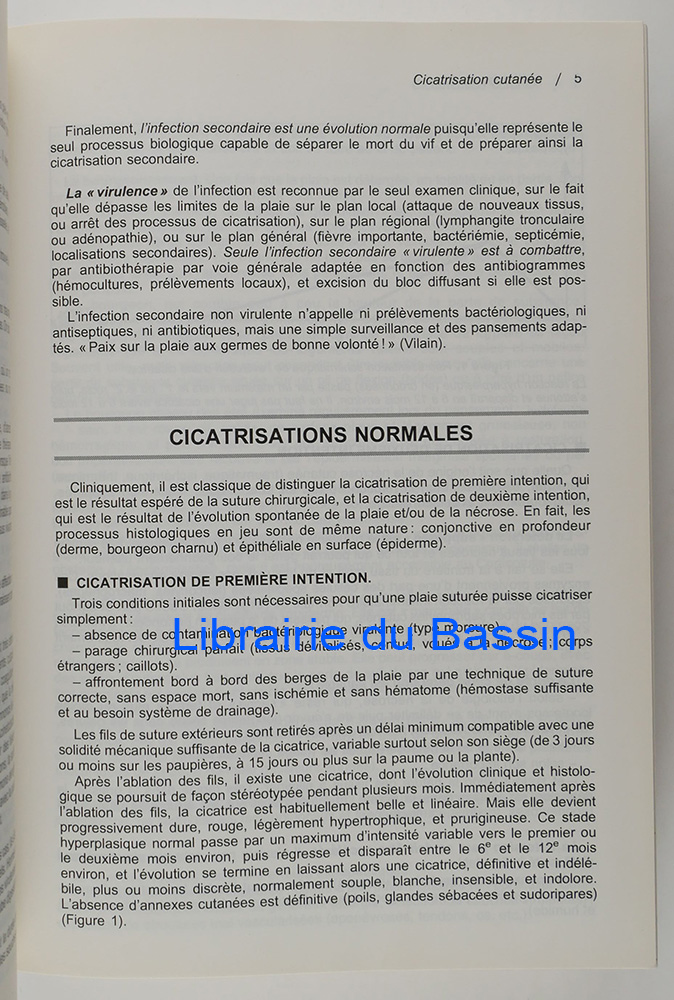 Cicatrisation cutanée / 5
Finalement, l'infection secondaire est une évolution normale puisqu'elle représente le
seul processus biologique capable de séparer le mort du vif et de préparer ainsi la
cicatrisation secondaire.
La « virulence » de l'infection est reconnue par le seul examen clinique, sur le fait
qu'elle dépasse les limites de la plaie sur le plan local (attaque de nouveaux tissus,
ou arrêt des processus de cicatrisation), sur le plan régional (lymphangite tronculaire
ou adénopathie), ou sur le plan général (fièvre importante, bactériémie, septicémie,
localisations secondaires). Seule l'infection secondaire « virulente » est à combattre,
par antibiothérapie par voie générale adaptée en fonction des antibiogrammes
(hémocultures, prélèvements locaux), et excision du bloc diffusant si elle est pos-
sible.
L'infection secondaire non virulente n'appelle ni prélèvements bactériologiques, ni
antiseptiques, ni antibiotiques, mais une simple surveillance et des pansements adap-
tés. « Paix sur la plaie aux germes de bonne volonté ! » (Vilain).
CICATRISATIONS NORMALES
Cliniquement, il est classique de distinguer la cicatrisation de première intention, qui
est le résultat espéré de la suture chirurgicale, et la cicatrisation de deuxième intention,
qui est le résultat de l'évolution spontanée de la plaie et/ou de la nécrose. En fait, les
processus histologiques en jeu sont de même nature : conjonctive en profondeur
(derme, bourgeon charnu) et épithéliale en surface (épiderme).
■ CICATRISATION DE PREMIÈRE INTENTION.
Trois conditions initiales sont nécessaires pour qu'une plaie suturée puisse cicatriser
simplement :
– absence de contamination bactériologique virulente (type morsure)
– parage chirurgical parfait (tissus dévitalisés, voués à la nécrose ; corps
étrangers ; caillots).
– affrontement bord à bord des berges de la plaie par une technique de suture
correcte, sans espace mort, sans ischémie et sans hématome (hémostase suffisante
et au besoin système de drainage).
Les fils de suture extérieurs sont retirés après un délai minimum compatible avec une
solidité mécanique suffisante de la cicatrice, variable surtout selon son siège (de 3 jours
ou moins sur les paupières, à 15 jours ou plus sur la paume ou la plante).
Après l'ablation des fils, il existe une cicatrice, dont l'évolution clinique et histolo-
gique se poursuit de façon stéréotypée pendant plusieurs mois. Immédiatement après
l'ablation des fils, la cicatrice est habituellement belle et linéaire. Mais elle devient
progressivement dure, rouge, légèrement hypertrophique, et prurigineuse. Ce stade
hyperplasique normal passe par un maximum d'intensité variable vers le premier ou
le deuxième mois environ, puis régresse et disparaît entre le 6e et le 12e mois
environ, et l'évolution se termine en laissant alors une cicatrice, définitive et indélé-
bile, plus ou moins discrète, normalement souple, blanche, insensible, et indolore.
L'absence d'annexes cutanées est définitive (poils, glandes sébacées et sudoripares)
(Figure 1).
Librairie du Bassin